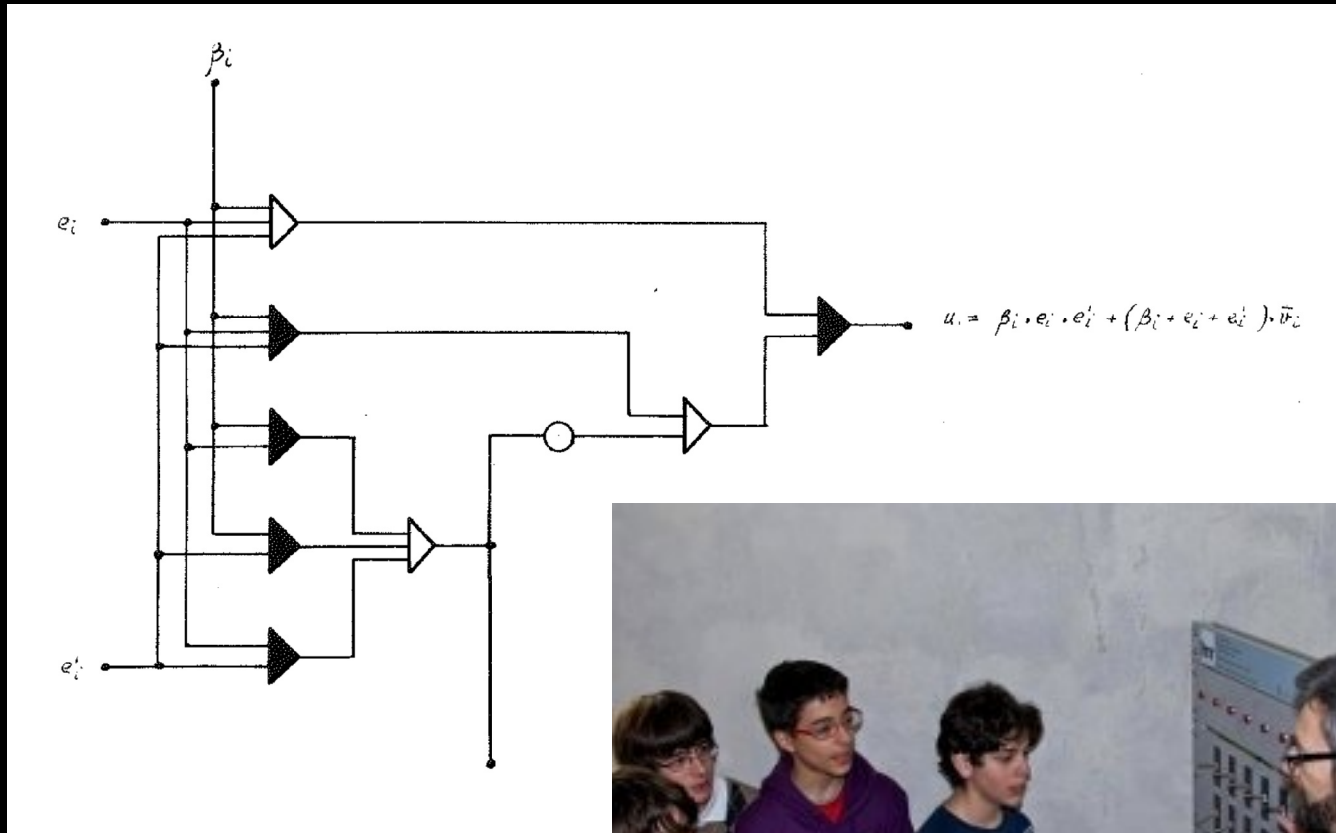 βi
ei
u. = βi · ei · e'i + (βi + ei + e'i) · v̄i
e'i